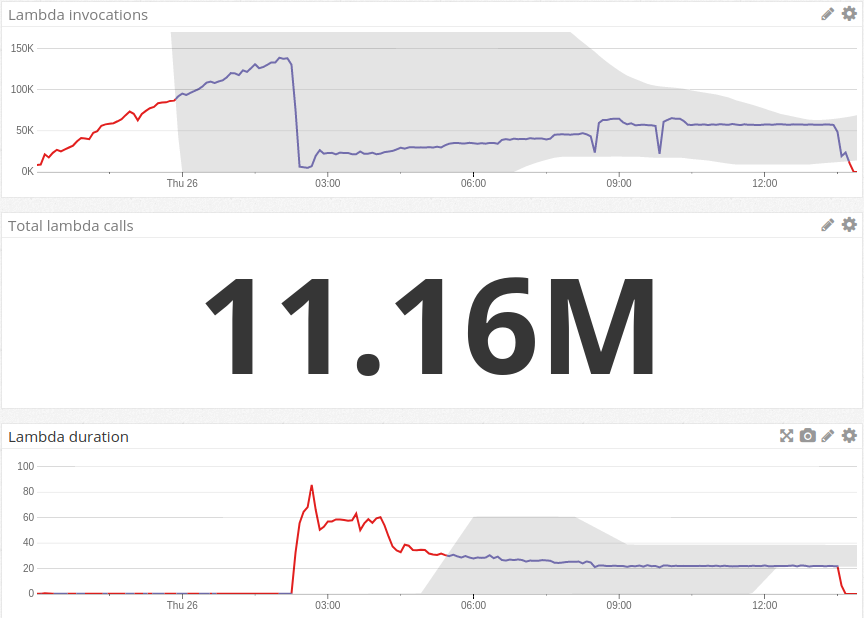 Lambda invocations
150K
100K
50K
0K
Thu 26 03:00 06:00 09:00 12:00
Total lambda calls
11.16M
Lambda duration
100
80
60
40
20
0
Thu 26 03:00 06:00 09:00 12:00